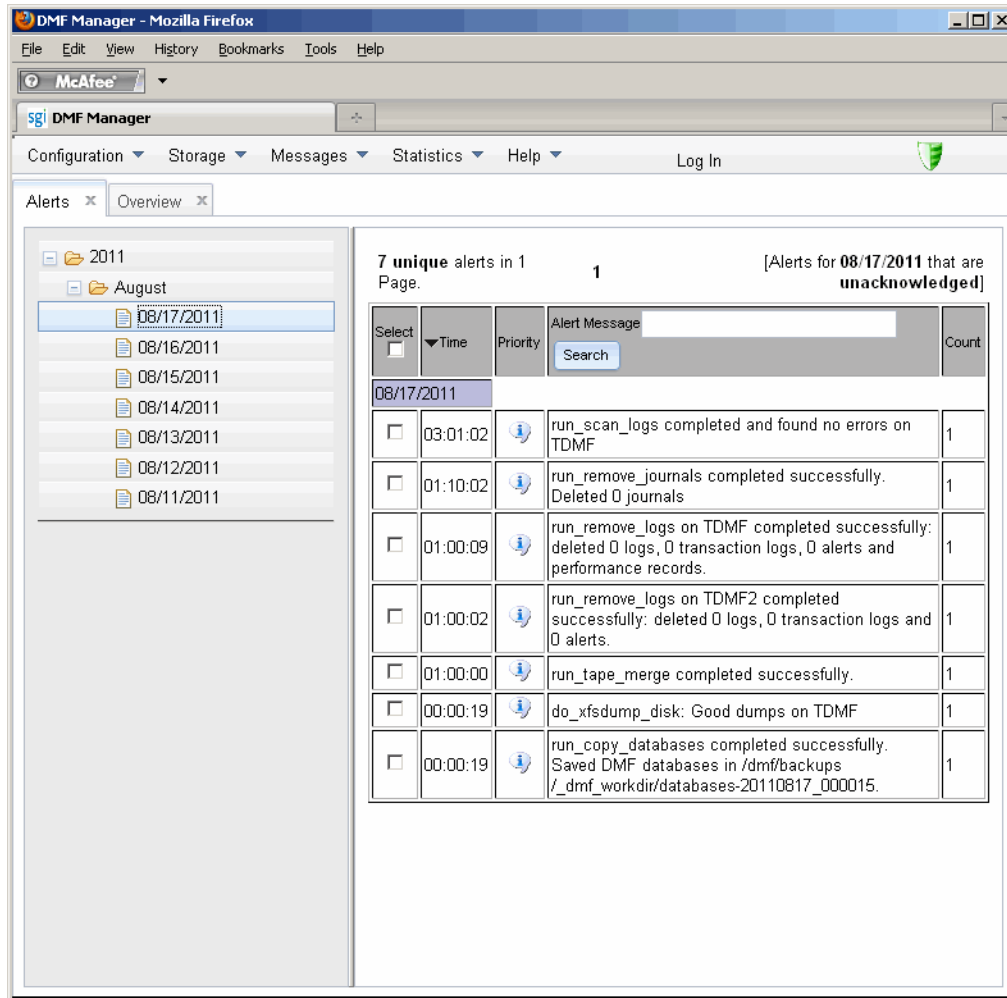 DMF Manager - Mozilla Firefox
File Edit View History Bookmarks Tools Help
McAfee
sgi DMF Manager
Configuration Storage Messages Statistics Help Log In
Alerts x Overview x
2011
August
08/17/2011
08/16/2011
08/15/2011
08/14/2011
08/13/2011
08/12/2011
08/11/2011
7 unique alerts in 1
Page.
1
[Alerts for 08/17/2011 that are
unacknowledged]
Select Time Priority Alert Message Count
Search
08/17/2011
03:01:02 run_scan_logs completed and found no errors on 1
TDMF
01:10:02 run_remove_journals completed successfully. 1
Deleted 0 journals
run_remove_logs on TDMF completed successfully:
01:00:09 deleted 0 logs, 0 transaction logs, 0 alerts and 1
performance records.
run_remove_logs on TDMF2 completed
01:00:02 successfully: deleted 0 logs, 0 transaction logs and 1
0 alerts.
01:00:00 run_tape_merge completed successfully. 1
00:00:19 do_xfsdump_disk: Good dumps on TDMF 1
run_copy_databases completed successfully.
00:00:19 Saved DMF databases in /dmf/backups 1
/_dmf_workdir/databases-20110817_000015.